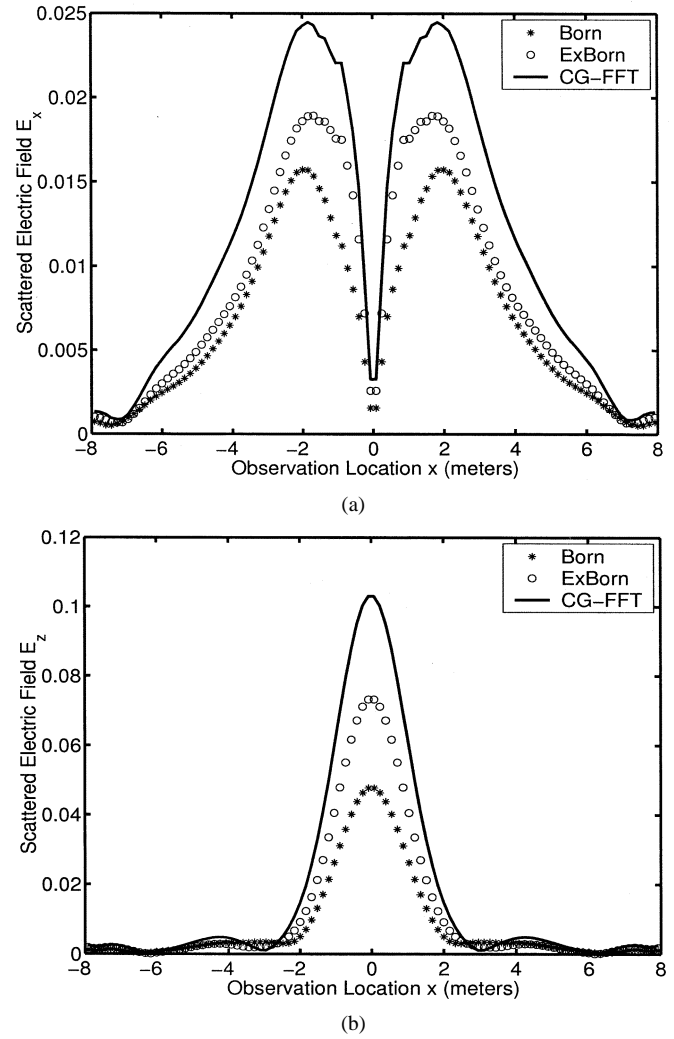 0.025
0.02
0.015
0.01
0.005
0
Scattered Electric Field Ex
* Born
○ ExBorn
— CG−FFT
−8 −6 −4 −2 0 2 4 6 8
Observation Location x (meters)
(a)
0.12
0.1
0.08
0.06
0.04
0.02
0
Scattered Electric Field Ez
* Born
○ ExBorn
— CG−FFT
−8 −6 −4 −2 0 2 4 6 8
Observation Location x (meters)
(b)